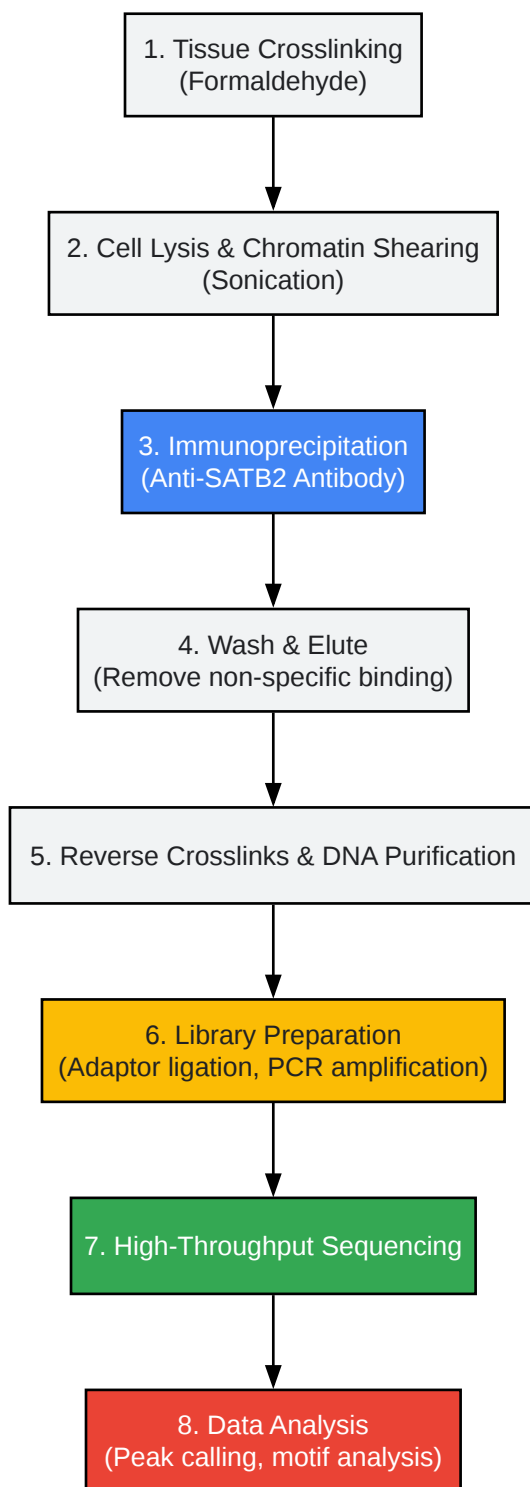 1. Tissue Crosslinking
(Formaldehyde)
2. Cell Lysis & Chromatin Shearing
(Sonication)
3. Immunoprecipitation
(Anti-SATB2 Antibody)
4. Wash & Elute
(Remove non-specific binding)
5. Reverse Crosslinks & DNA Purification
6. Library Preparation
(Adaptor ligation, PCR amplification)
7. High-Throughput Sequencing
8. Data Analysis
(Peak calling, motif analysis)